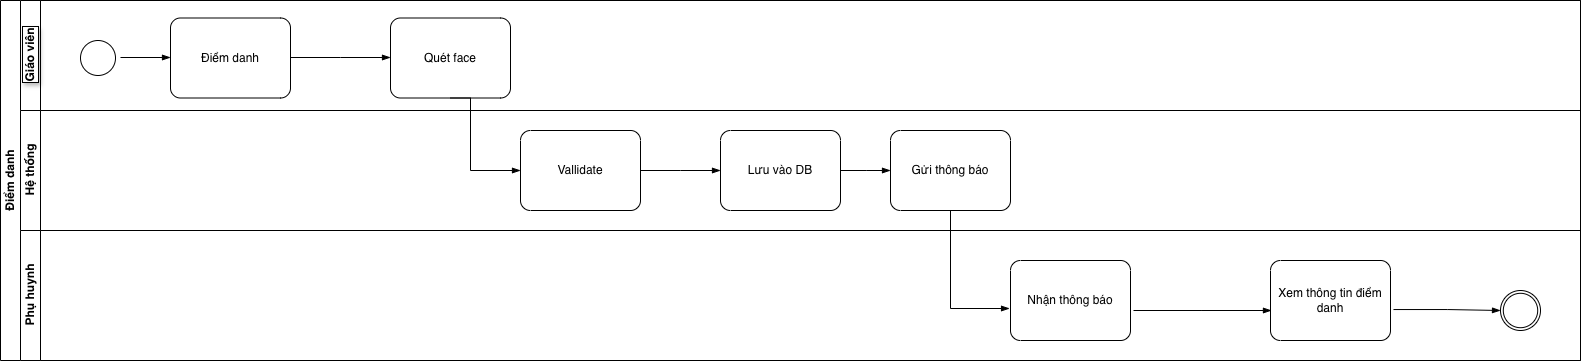 Điểm danh
Giáo viên
Điểm danh
Quét face
Hệ thống
Vallidate
Lưu vào DB
Gửi thông báo
Phụ huynh
Nhận thông báo
Xem thông tin điểm
danh